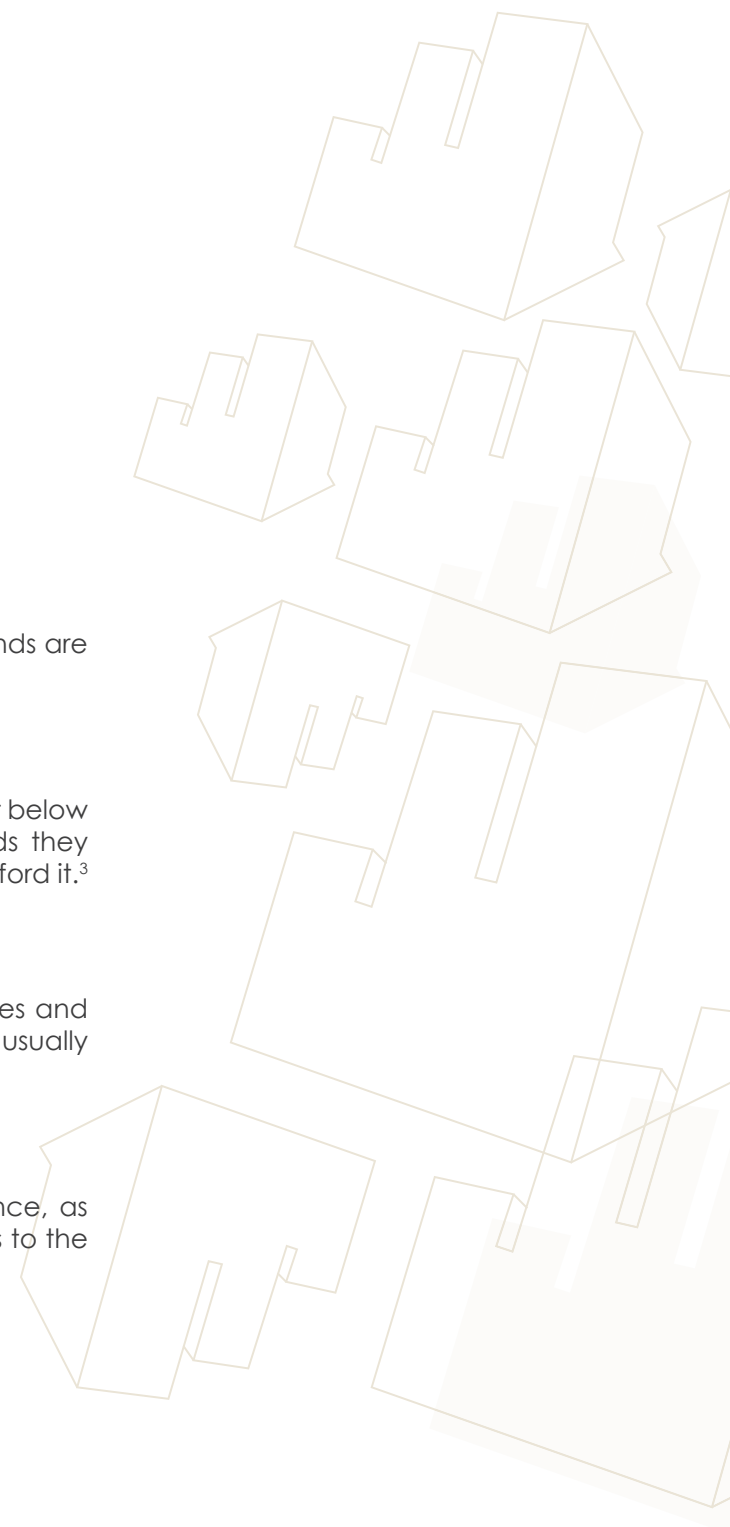 nds are
below
ds they
ford it.³
es and
usually
nce, as
s to the